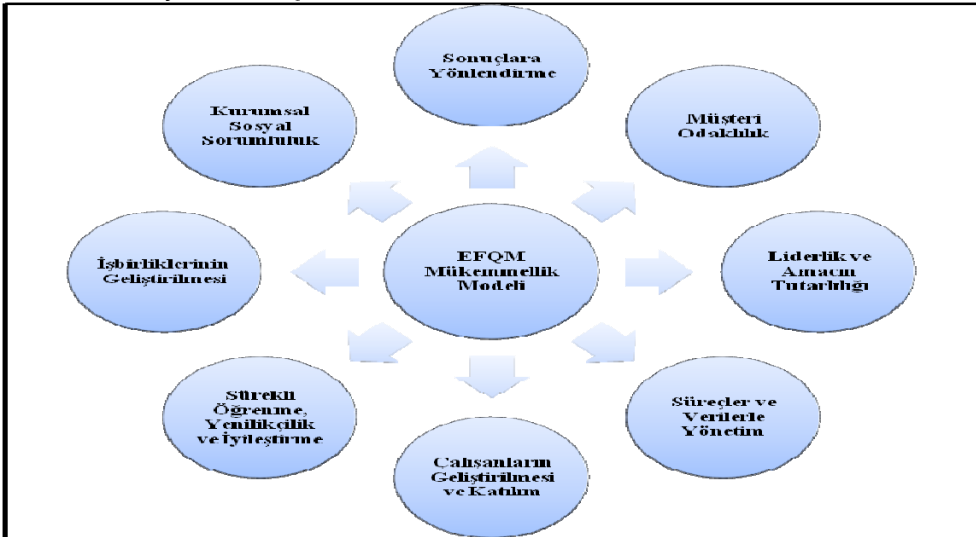 Sonuçlara
Yönlendirme
Kurumsal
Sosyal
Sorumluluk
Müşteri
Odaklılık
İşbirliklerinin
Geliştirilmesi
EFQM
Mükemmellik
Modeli
Liderlik ve
Amacın
Tutarlılığı
Sürekli
Öğrenme,
Yenilikçilik
ve İyileştirme
Süreçler ve
Verilerle
Yönetim
Çalışanların
Geliştirilmesi
ve Katılım